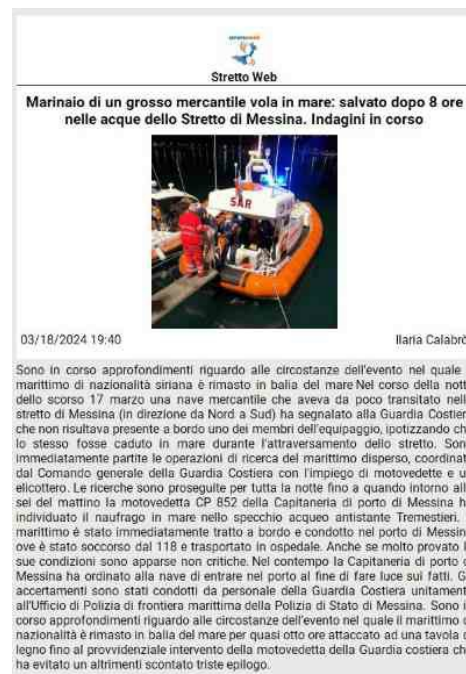 Stretto Web
Marinaio di un grosso mercantile vola in mare: salvato dopo 8 ore
nelle acque dello Stretto di Messina. Indagini in corso
SAR
03/18/2024 19:40
Ilaria Calabrò
Sono in corso approfondimenti riguardo alle circostanze dell'evento nel quale
marittimo di nazionalità siriana è rimasto in balia del mare Nel corso della nott
dello scorso 17 marzo una nave mercantile che aveva da poco transitato nell
stretto di Messina (in direzione da Nord a Sud) ha segnalato alla Guardia Costier
che non risultava presente a bordo uno dei membri dell'equipaggio, ipotizzando ch
lo stesso fosse caduto in mare durante l'attraversamento dello stretto. Son
immediatamente partite le operazioni di ricerca del marittimo disperso, coordinat
dal Comando generale della Guardia Costiera con l'impiego di motovedette e u
elicottero. Le ricerche sono proseguite per tutta la notte fino a quando intorno all
sei del mattino la motovedetta CP 852 della Capitaneria di porto di Messina h
individuato il naufrago in mare nello specchio acqueo antistante Tremestieri.
marittimo è stato immediatamente tratto a bordo e condotto nel porto di Messin
ove è stato soccorso dal 118 e trasportato in ospedale. Anche se molto provato l
sue condizioni sono apparse non critiche. Nel contempo la Capitaneria di porto d
Messina ha ordinato alla nave di entrare nel porto al fine di fare luce sui fatti. G
accertamenti sono stati condotti da personale della Guardia Costiera unitament
all'Ufficio di Polizia di frontiera marittima della Polizia di Stato di Messina. Sono i
corso approfondimenti riguardo alle circostanze dell'evento nel quale il marittimo d
nazionalità è rimasto in balia del mare per quasi otto ore attaccato ad una tavola d
legno fino al provvidenziale intervento della motovedetta della Guardia costiera ch
ha evitato un altrimenti scontato triste epilogo.